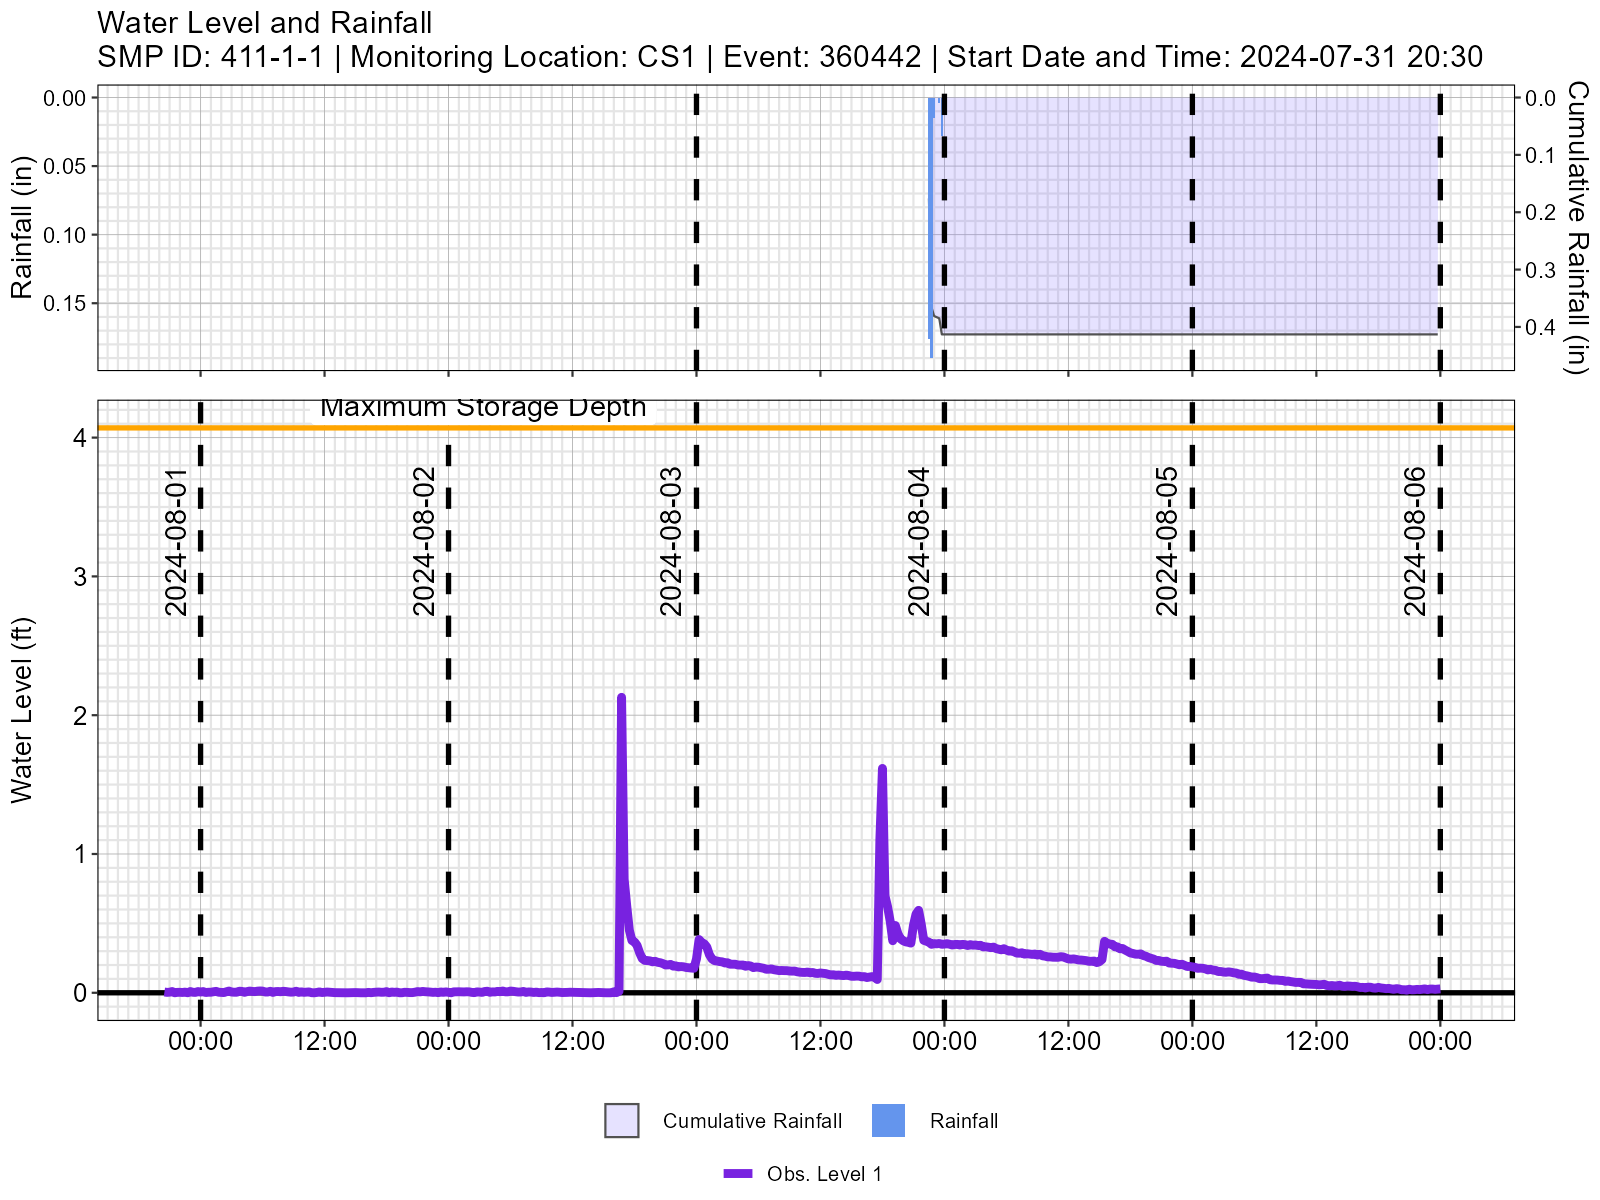 Water Level and Rainfall
SMP ID: 411-1-1 | Monitoring Location: CS1 | Event: 360442 | Start Date and Time: 2024-07-31 20:30
0.00
0.05
0.10
0.15
Rainfall (in)
0.0
0.1
0.2
0.3
0.4
Cumulative Rainfall (in)
Maximum Storage Depth
4
3
2
1
0
Water Level (ft)
2024-08-01
2024-08-02
2024-08-03
2024-08-04
2024-08-05
2024-08-06
00:00 12:00 00:00 12:00 00:00 12:00 00:00 12:00 00:00 12:00 00:00
Cumulative Rainfall Rainfall
Obs. Level 1